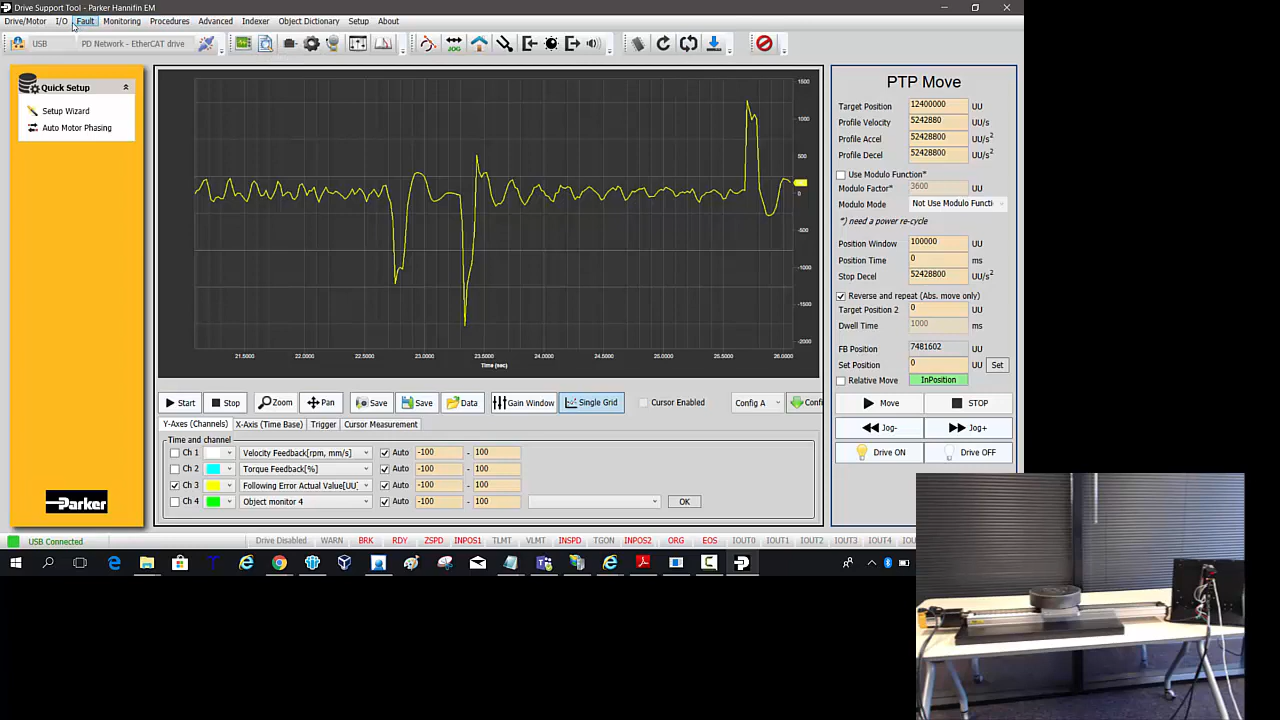 Drive Support Tool - Parker Hannifin EM
Drive/Motor I/O Fault Monitoring Procedures Advanced Indexer Object Dictionary Setup About
USB PD Network - EtherCAT drive JOG
Quick Setup
Setup Wizard
Auto Motor Phasing
Parker
1500
1000
500
0
-500
-1000
-1500
-2000
21.5000 22.0000 22.5000 23.0000 23.5000 24.0000 24.5000 25.0000 25.5000 26.0000
Time (sec)
Start Stop Zoom Pan Save Save Data Gain Window Single Grid Cursor Enabled Config A Confi
Y-Axes (Channels) X-Axis (Time Base) Trigger Cursor Measurement
Time and channel
Ch 1 Velocity Feedback[rpm, mm/s] Auto -100 - 100
Ch 2 Torque Feedback[%] Auto -100 - 100
Ch 3 Following Error Actual Value[UU] Auto -100 - 100
Ch 4 Object monitor 4 Auto -100 - 100 OK
PTP Move
Target Position 12400000 UU
Profile Velocity 5242880 UU/s
Profile Accel 52428800 UU/s²
Profile Decel 52428800 UU/s²
Use Modulo Function*
Modulo Factor* 3600 UU
Modulo Mode Not Use Modulo Functi
*) need a power re-cycle
Position Window 100000 UU
Position Time 0 ms
Stop Decel 52428800 UU/s²
Reverse and repeat (Abs. move only)
Target Position 2 0 UU
Dwell Time 1000 ms
FB Position 7481602 UU
Set Position 0 UU Set
Relative Move InPosition
Move STOP
Jog- Jog+
Drive ON Drive OFF
USB Connected Drive Disabled WARN BRK RDY ZSPD INPOS1 TLMT VLMT INSPD TGON INPOS2 ORG EOS IOUT0 IOUT1 IOUT2 IOUT3 IOUT4